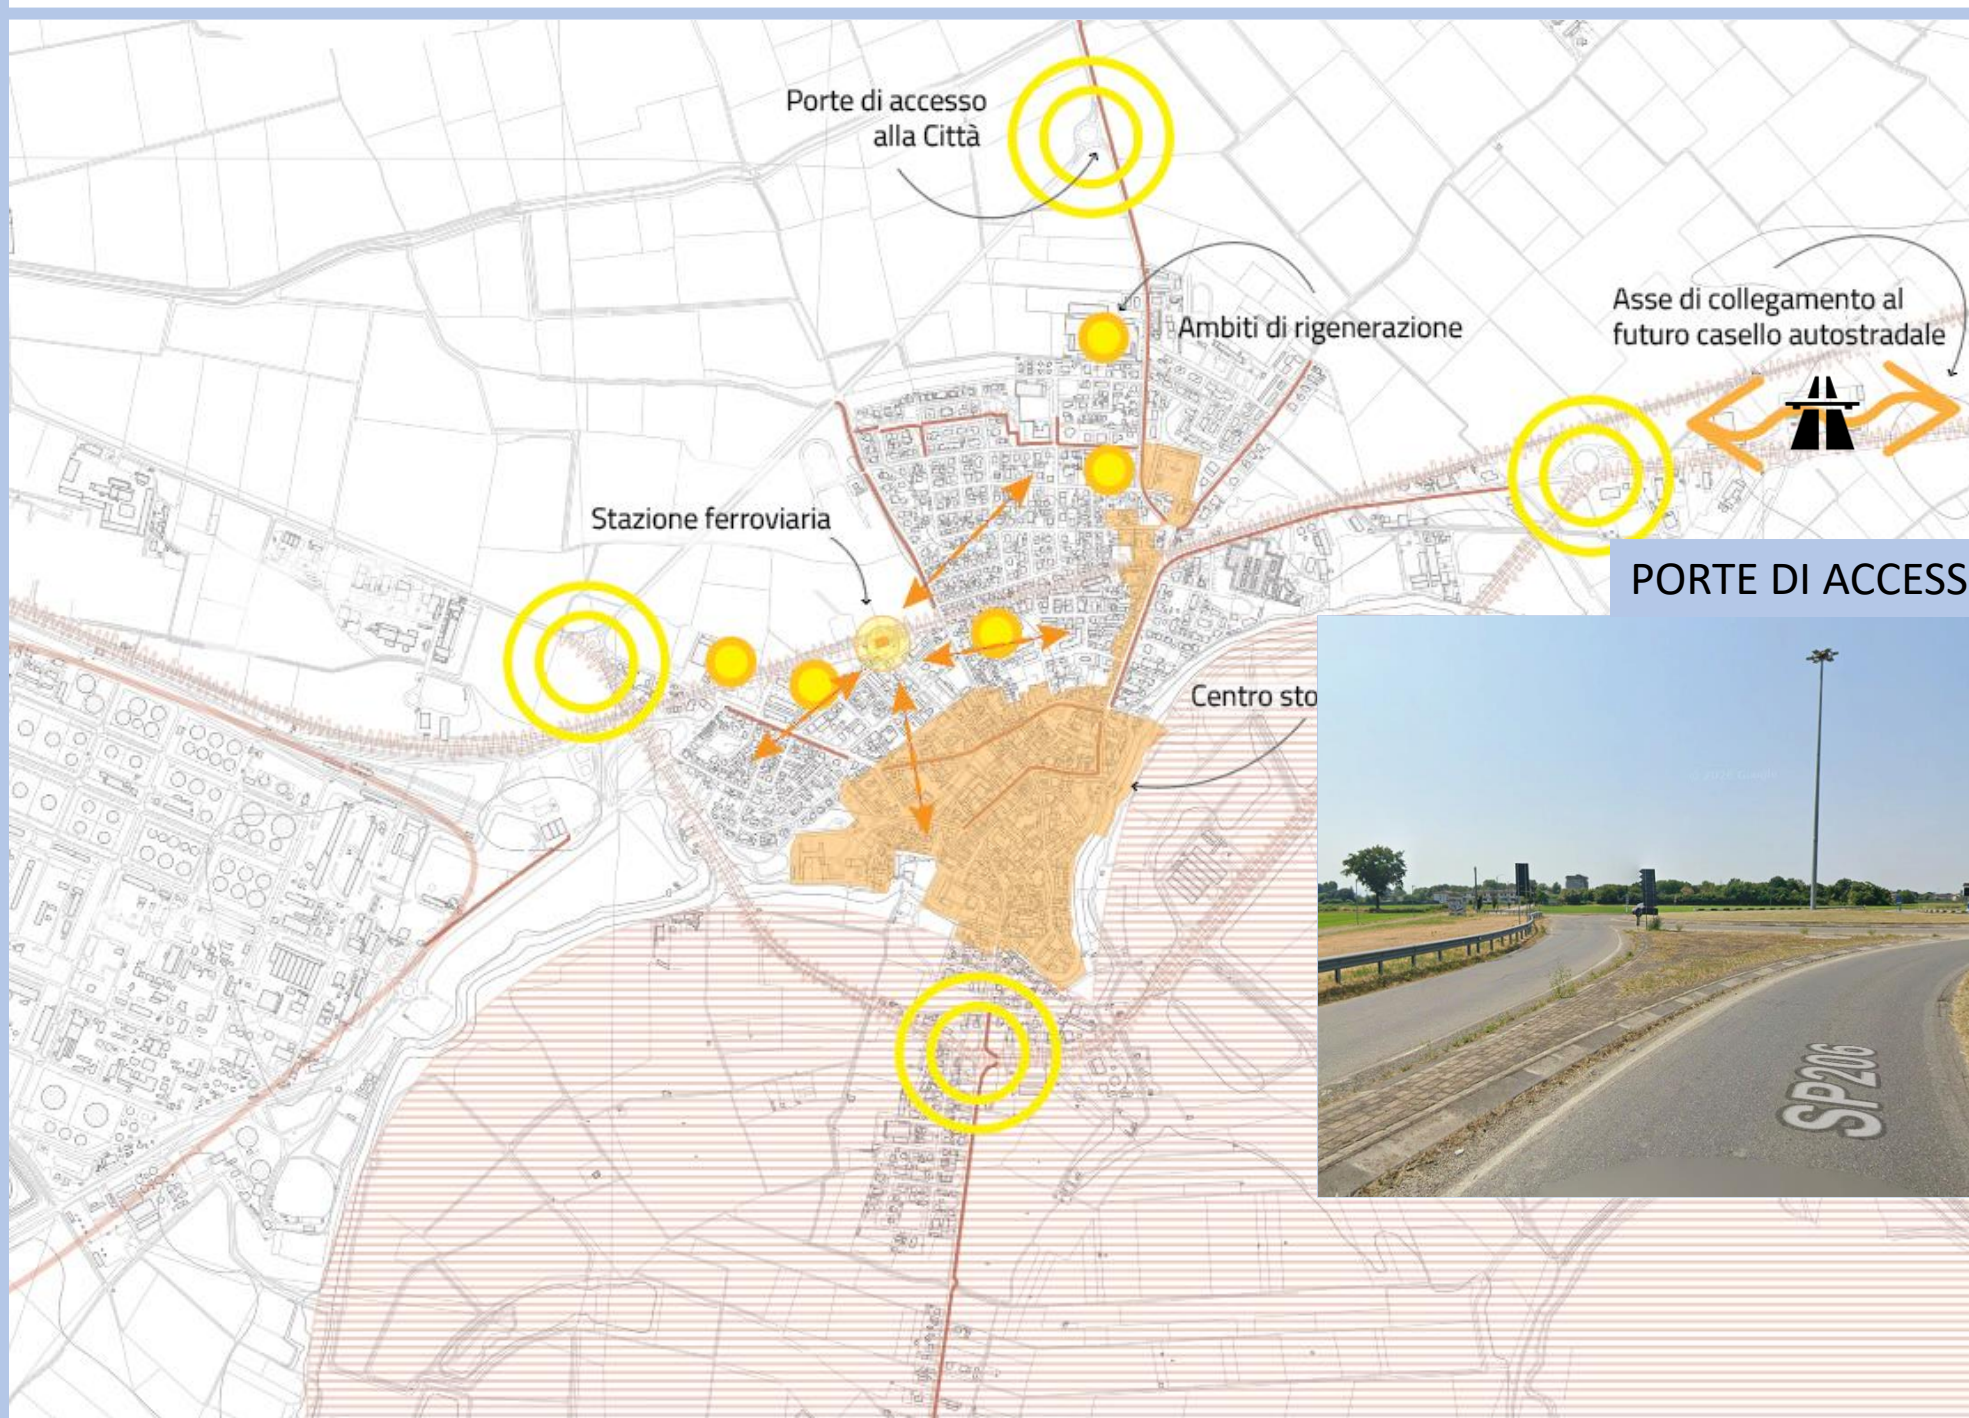 Porte di accesso
alla Città
Ambiti di rigenerazione
Asse di collegamento al
futuro casello autostradale
Stazione ferroviaria
PORTE DI ACCESS
Centro sto
SP206